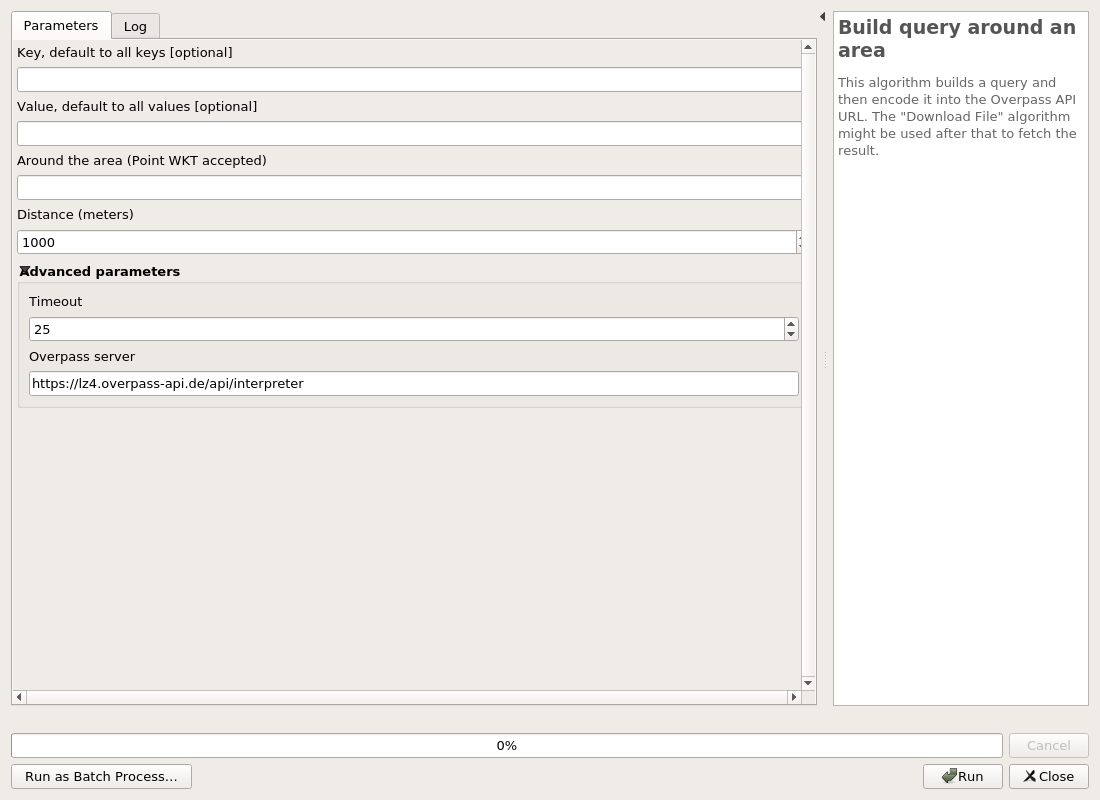 Parameters
Log
Key, default to all keys [optional]
Value, default to all values [optional]
Around the area (Point WKT accepted)
Distance (meters)
1000
Advanced parameters
Timeout
25
Overpass server
https://lz4.overpass-api.de/api/interpreter
Build query around an
area
This algorithm builds a query and
then encode it into the Overpass API
URL. The "Download File" algorithm
might be used after that to fetch the
result.
0%
Cancel
Run as Batch Process...
Run
Close